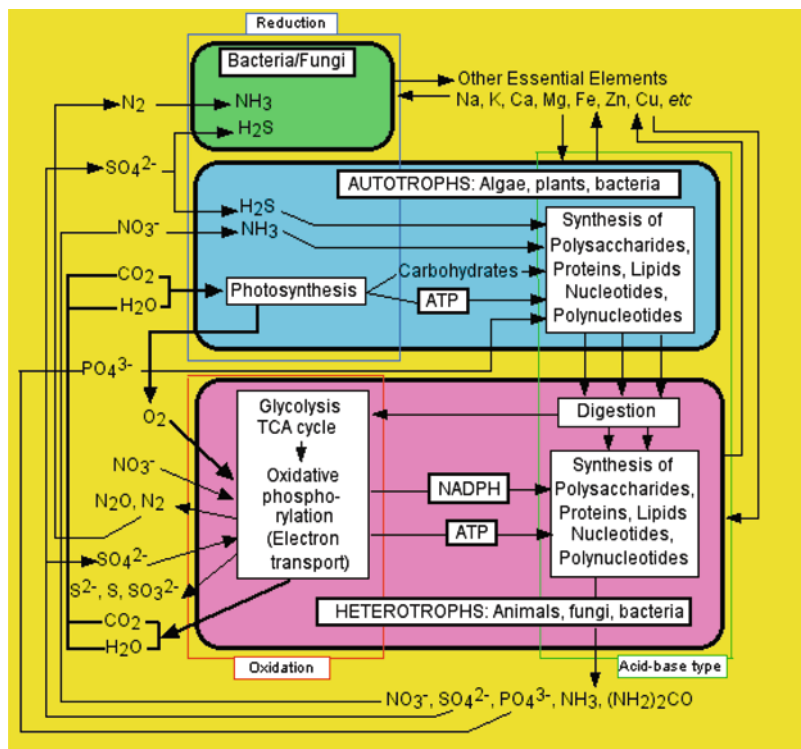 Reduction
Bacteria/Fungi
Other Essential Elements
Na, K, Ca, Mg, Fe, Zn, Cu, etc
N2
NH3
H2S
SO4²⁻
AUTOTROPHS: Algae, plants, bacteria
H2S
NO3⁻
NH3
Synthesis of
Polysaccharides,
Proteins, Lipids
Nucleotides,
Polynucleotides
CO2
H2O
Photosynthesis
Carbohydrates
ATP
PO4³⁻
O2
Glycolysis
TCA cycle
Oxidative
phospho-
rylation
(Electron
transport)
Digestion
NO3⁻
N2O, N2
SO4²⁻
S²⁻, S, SO3²⁻
CO2
H2O
NADPH
ATP
Synthesis of
Polysaccharides,
Proteins, Lipids
Nucleotides,
Polynucleotides
HETEROTROPHS: Animals, fungi, bacteria
Oxidation
Acid-base type
NO3⁻, SO4²⁻, PO4³⁻, NH3, (NH2)2CO